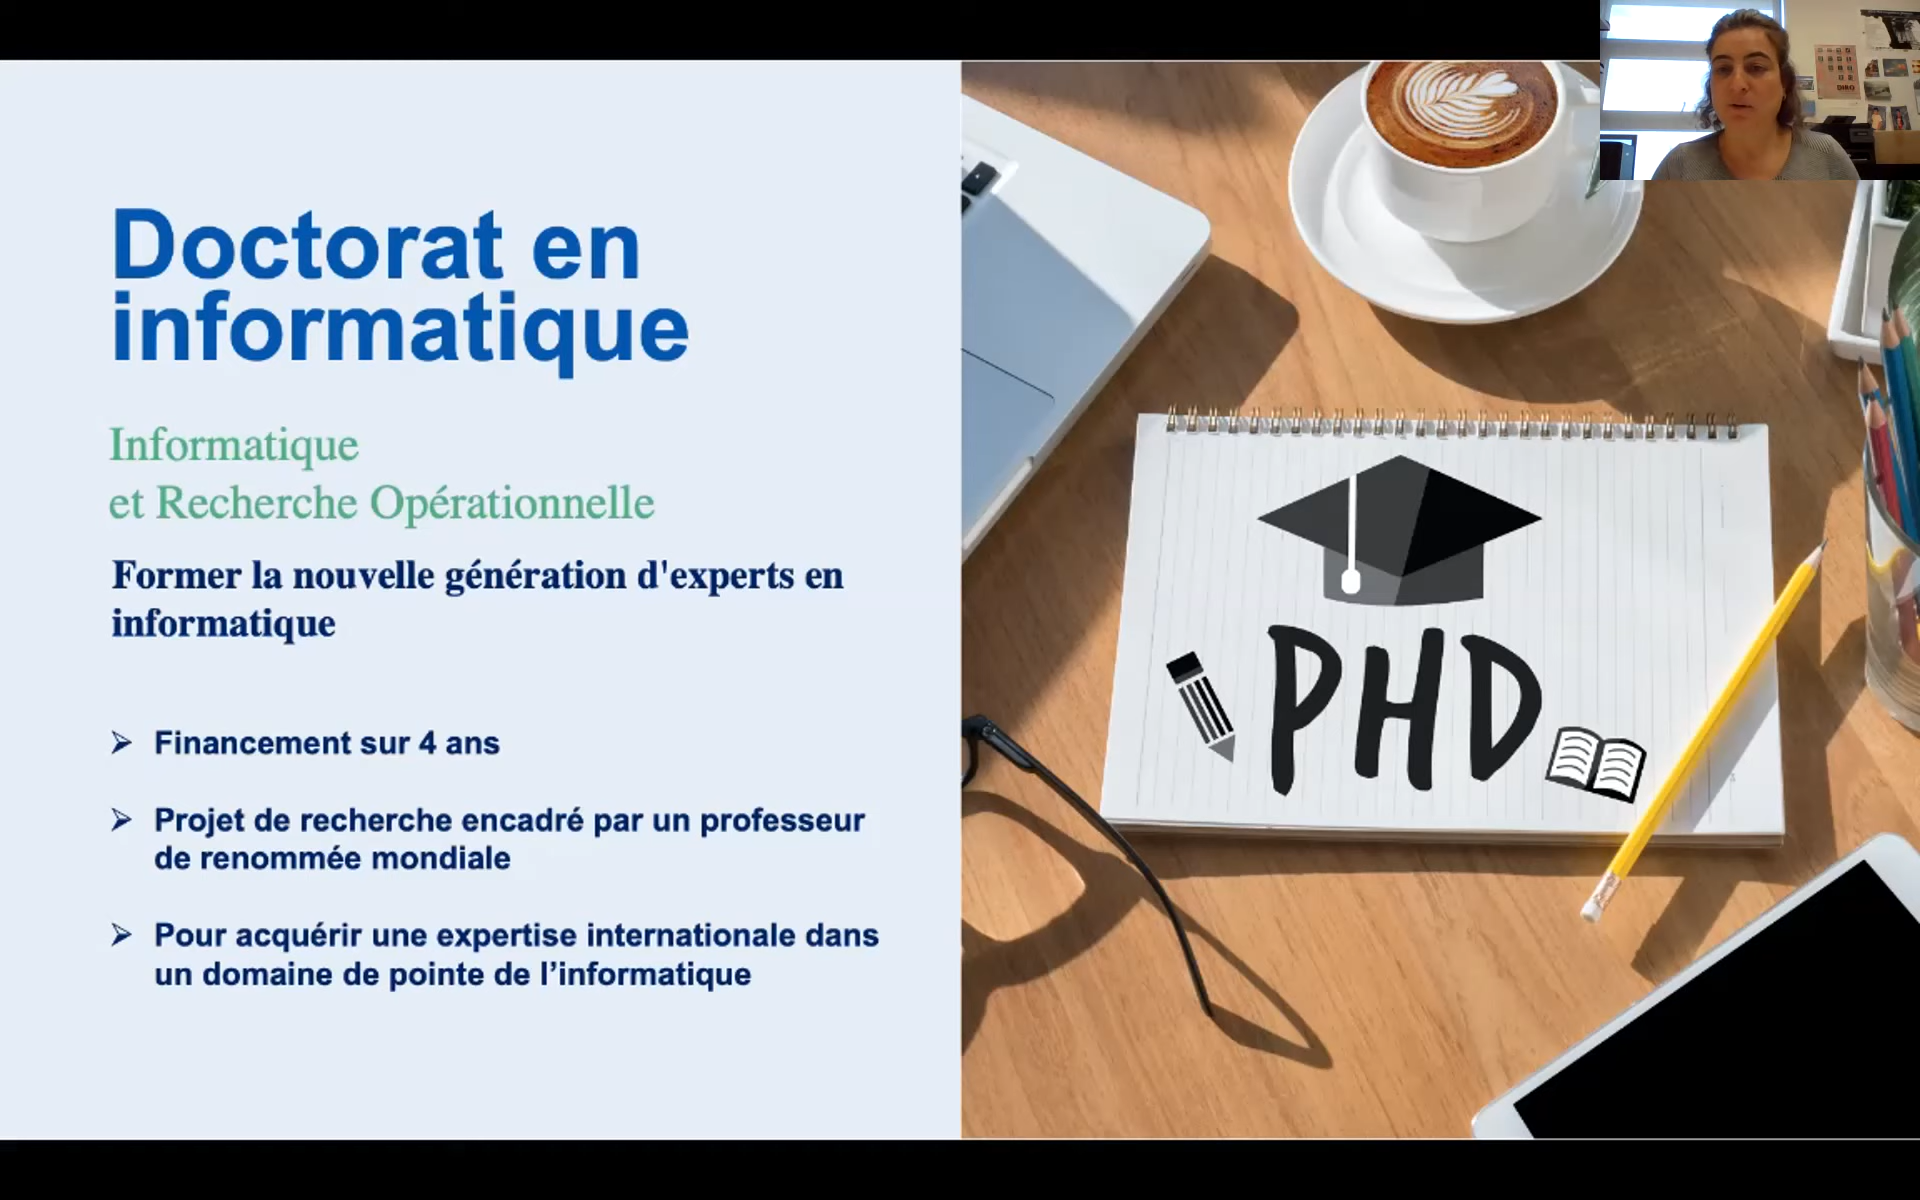 Doctorat en
informatique
Informatique
et Recherche Opérationnelle
Former la nouvelle génération d'experts en
informatique
➢ Financement sur 4 ans
➢ Projet de recherche encadré par un professeur
de renommée mondiale
➢ Pour acquérir une expertise internationale dans
un domaine de pointe de l’informatique
PHD
DIRO